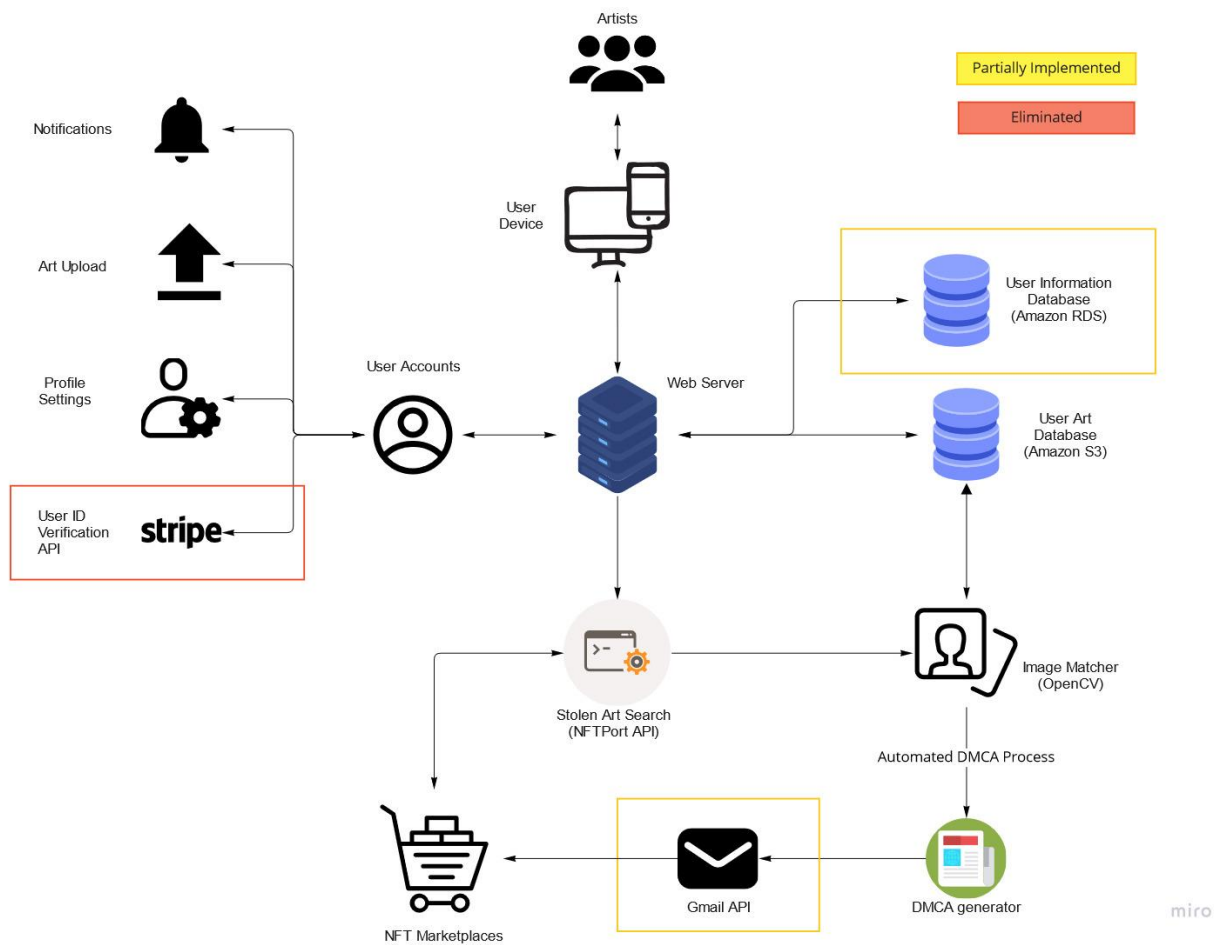 Artists
Partially Implemented
Eliminated
Notifications
User
Device
Art Upload
User Information
Database
(Amazon RDS)
Profile
Settings
User Accounts
Web Server
User Art
Database
(Amazon S3)
User ID
Verification
API
stripe
Stolen Art Search
(NFTPort API)
Image Matcher
(OpenCV)
Automated DMCA Process
Gmail API
DMCA generator
NFT Marketplaces
miro